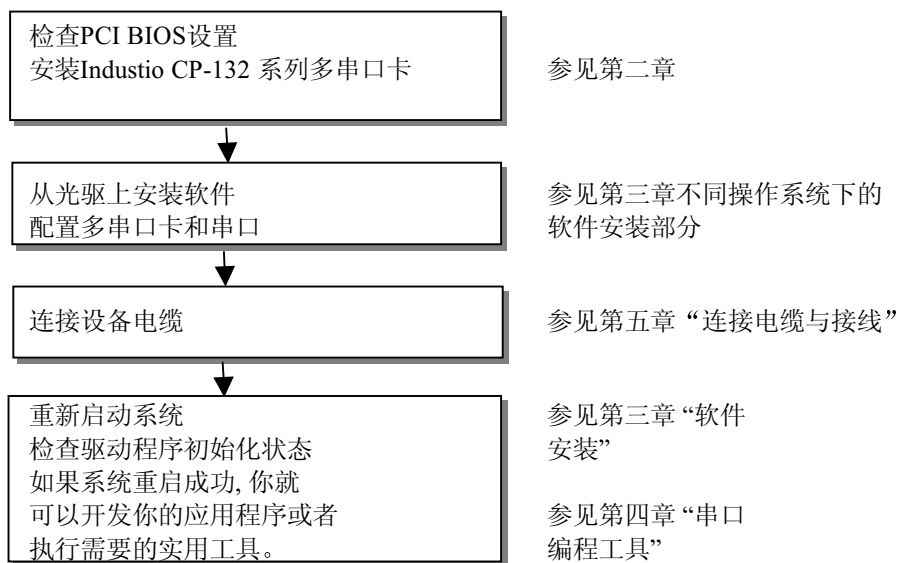 检查PCI BIOS设置
安装Industio CP-132 系列多串口卡
参见第二章
从光驱上安装软件
配置多串口卡和串口
参见第三章不同操作系统下的
软件安装部分
连接设备电缆
参见第五章“连接电缆与接线”
重新启动系统
检查驱动程序初始化状态
如果系统重启成功, 你就
可以开发你的应用程序或者
执行需要的实用工具。
参见第三章 “软件
安装”
参见第四章 “串口
编程工具”